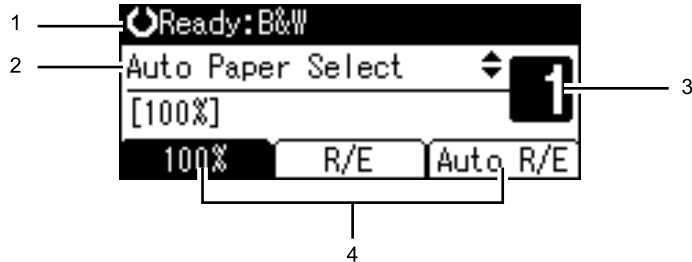 1 Ready:B&W
2 Auto Paper Select 1 3
[100%]
100% R/E Auto R/E
4